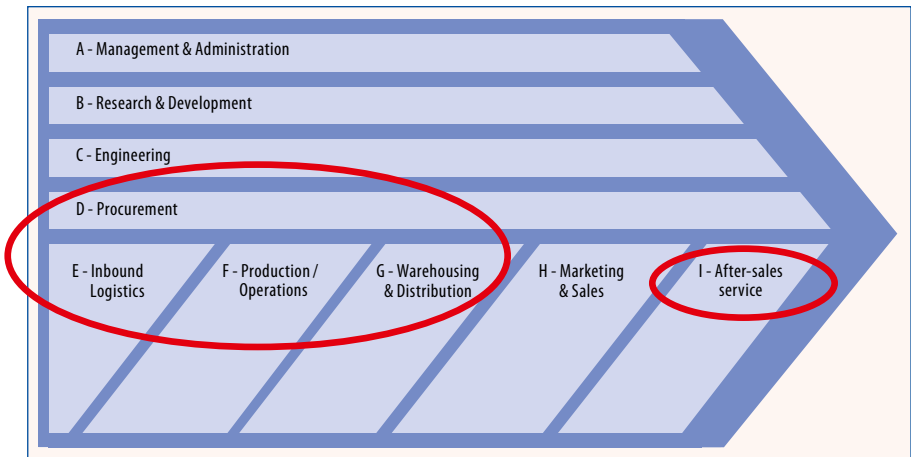 A - Management & Administration
B - Research & Development
C - Engineering
D - Procurement
E - Inbound
Logistics
F - Production /
Operations
G - Warehousing
& Distribution
H - Marketing
& Sales
I - After-sales
service